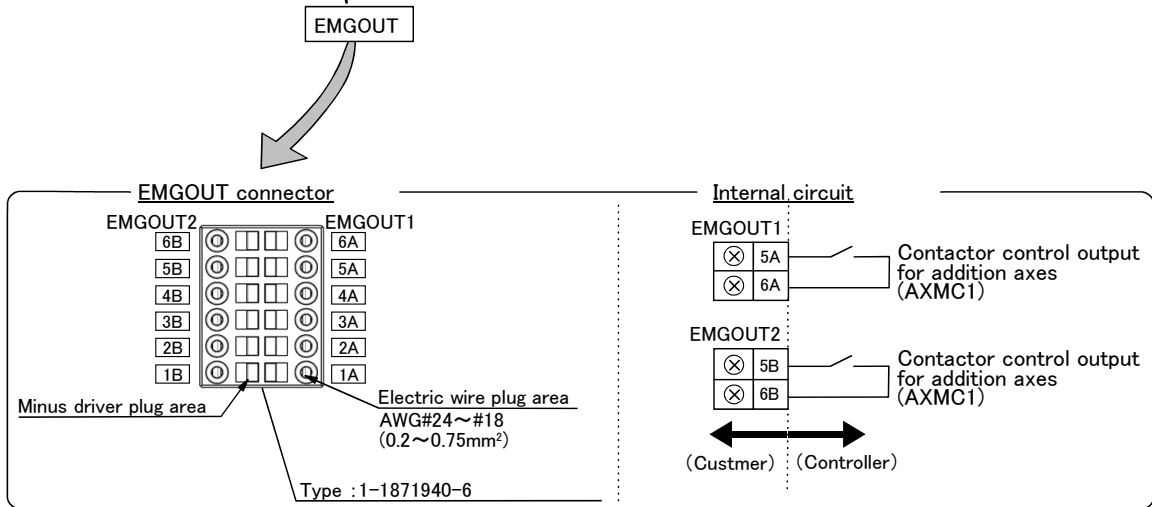 EMGOUT
EMGOUT connector
EMGOUT2
EMGOUT1
6B
6A
5B
5A
4B
4A
3B
3A
2B
2A
1B
1A
Minus driver plug area
Electric wire plug area
AWG#24~#18
(0.2~0.75mm²)
Type :1-1871940-6
Internal circuit
EMGOUT1
5A
6A
Contactor control output
for addition axes
(AXMC1)
EMGOUT2
5B
6B
Contactor control output
for addition axes
(AXMC1)
(Custmer)
(Controller)